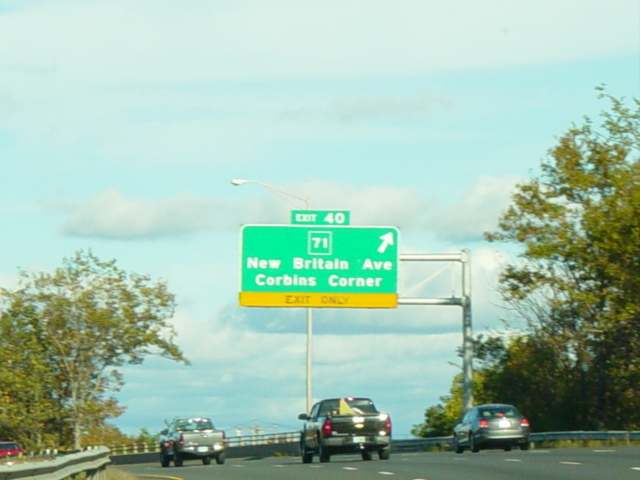 EXIT 40
71
New Britain Ave
Corbins Corner
EXIT ONLY